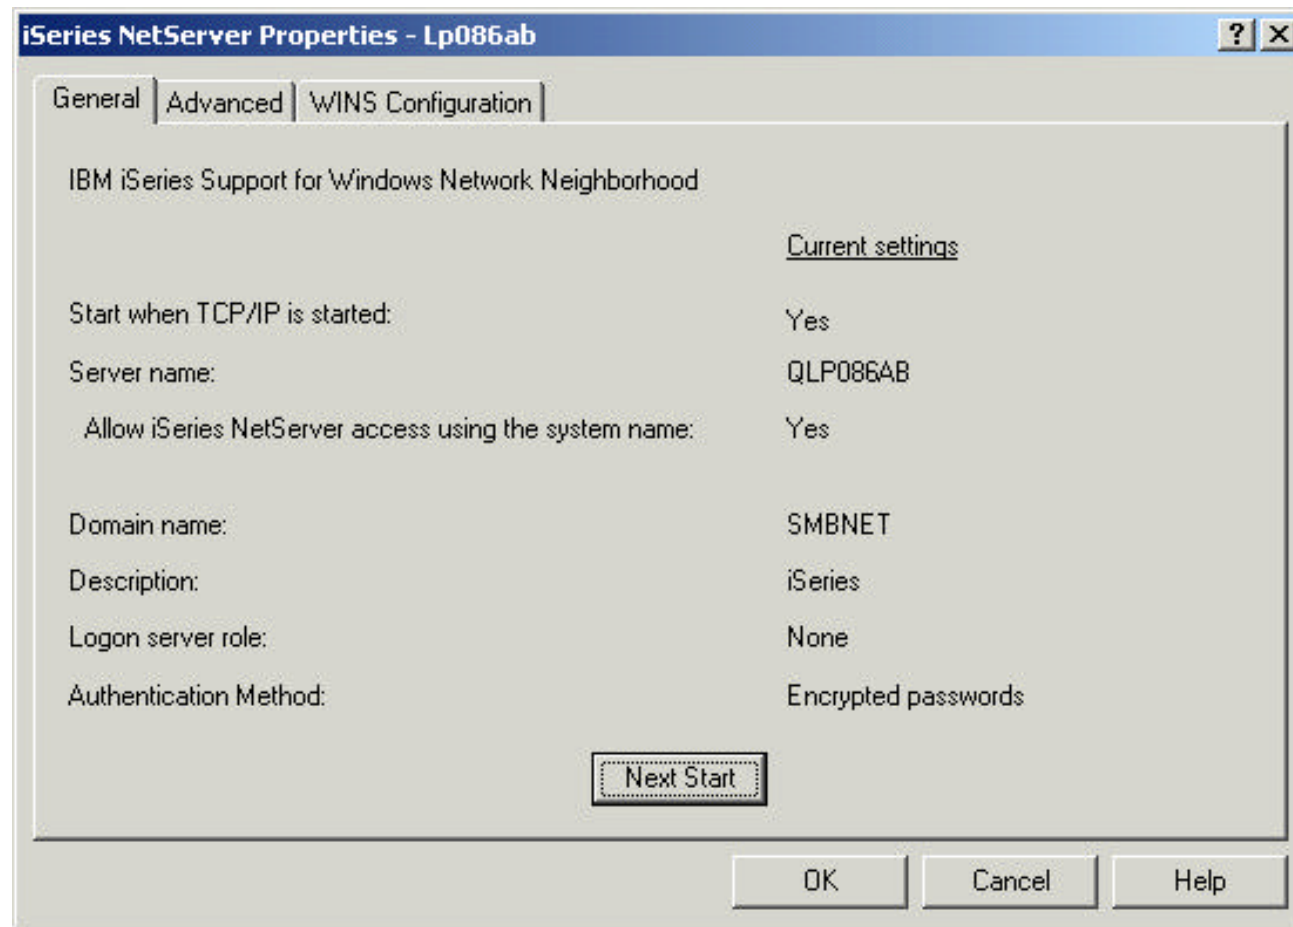 iSeries NetServer Properties - Lp086ab
General Advanced WINS Configuration
IBM iSeries Support for Windows Network Neighborhood
Current settings
Start when TCP/IP is started: Yes
Server name: QLP086AB
Allow iSeries NetServer access using the system name: Yes
Domain name: SMBNET
Description: iSeries
Logon server role: None
Authentication Method: Encrypted passwords
Next Start
OK Cancel Help